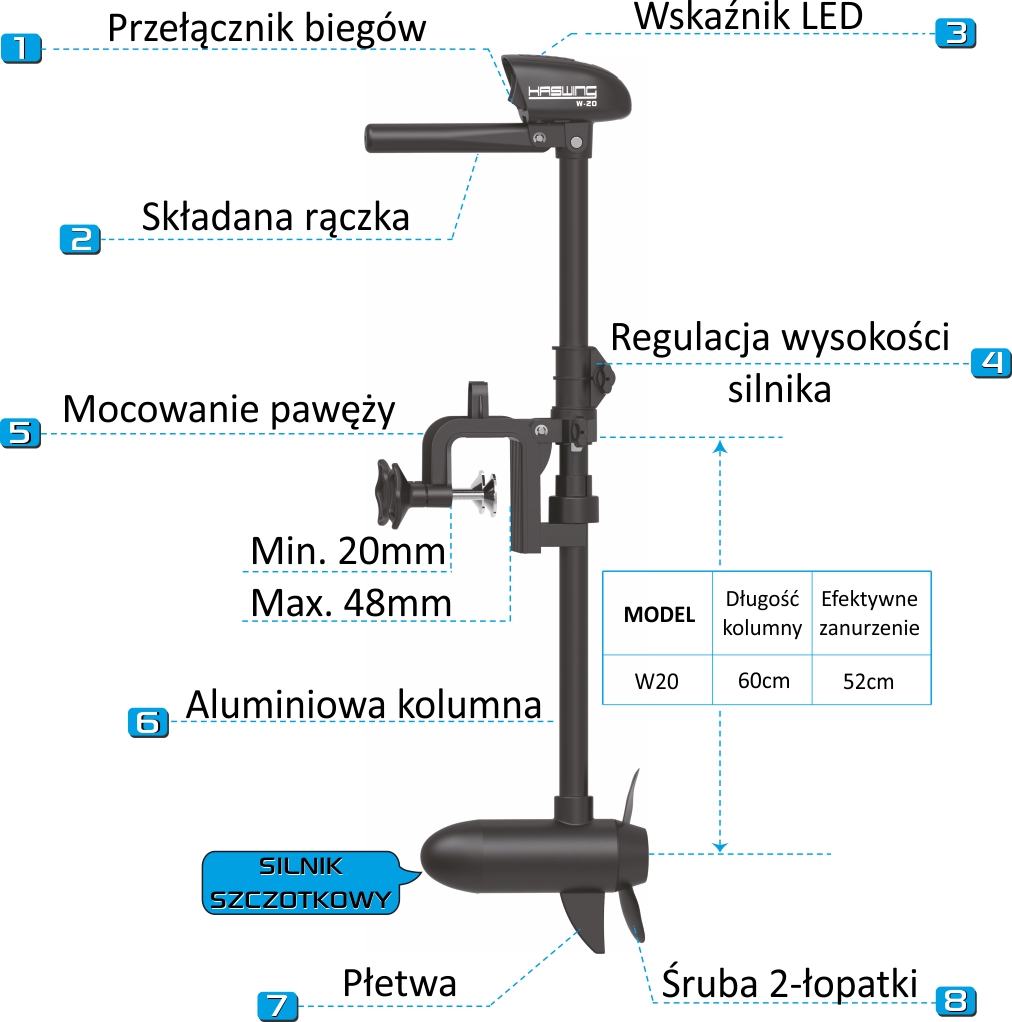 Przełącznik biegów
1
Wskaźnik LED
3
HASWING
W-20
Składana rączka
2
Regulacja wysokości
silnika
4
Mocowanie pawęży
5
Min. 20mm
Max. 48mm
MODEL
Długość
kolumny
Efektywne
zanurzenie
W20
60cm
52cm
Aluminiowa kolumna
6
SILNIK
SZCZOTKOWY
Płetwa
7
Śruba 2-łopatki
8